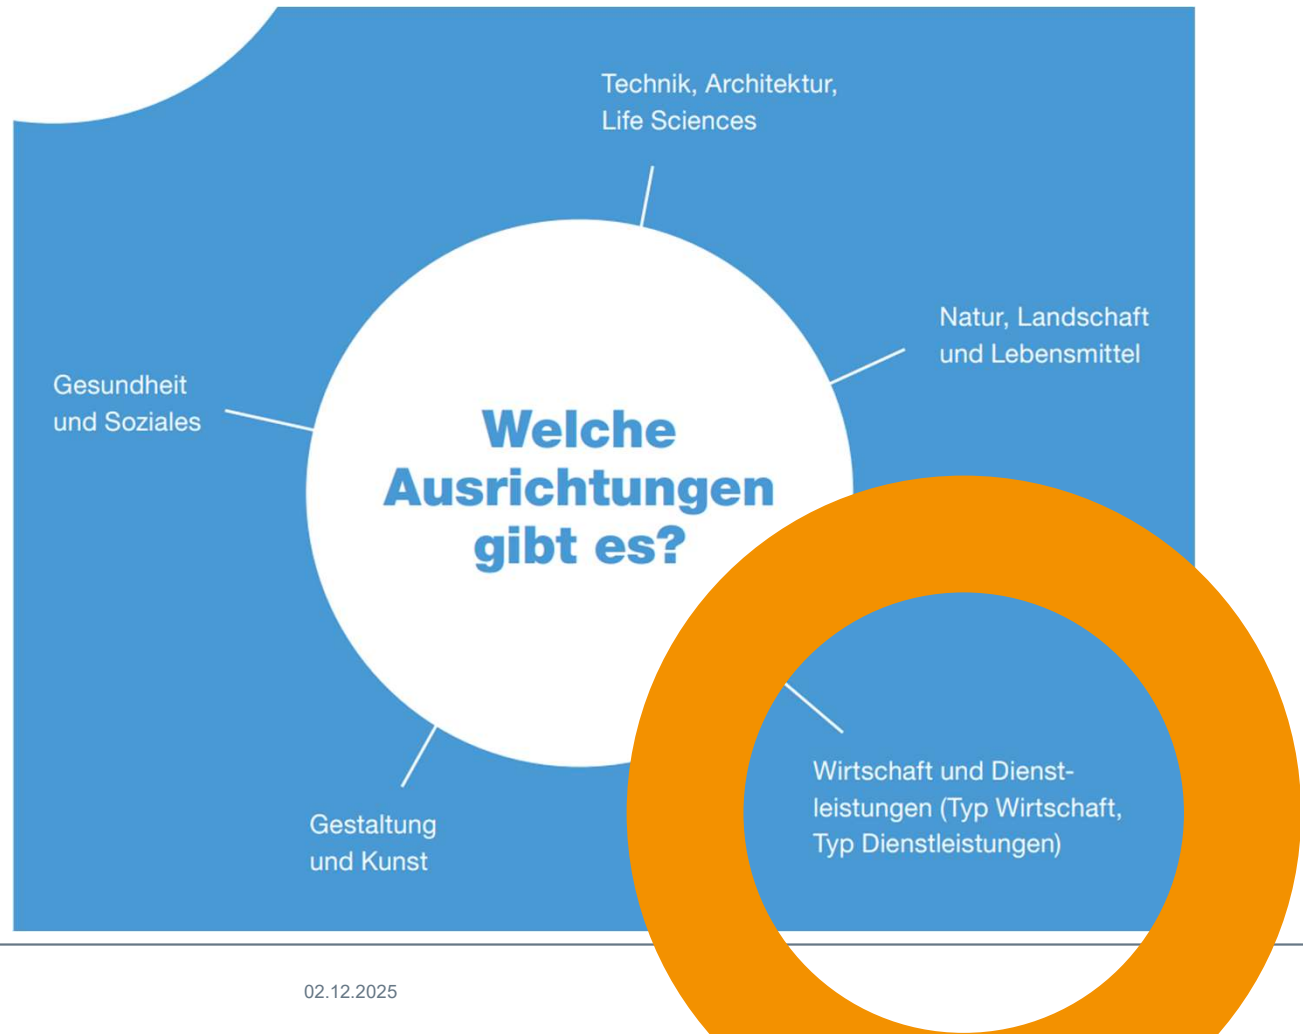 Technik, Architektur,
Life Sciences
Natur, Landschaft
und Lebensmittel
Gesundheit
und Soziales
Welche
Ausrichtungen
gibt es?
Wirtschaft und Dienst-
leistungen (Typ Wirtschaft,
Typ Dienstleistungen)
Gestaltung
und Kunst
02.12.2025